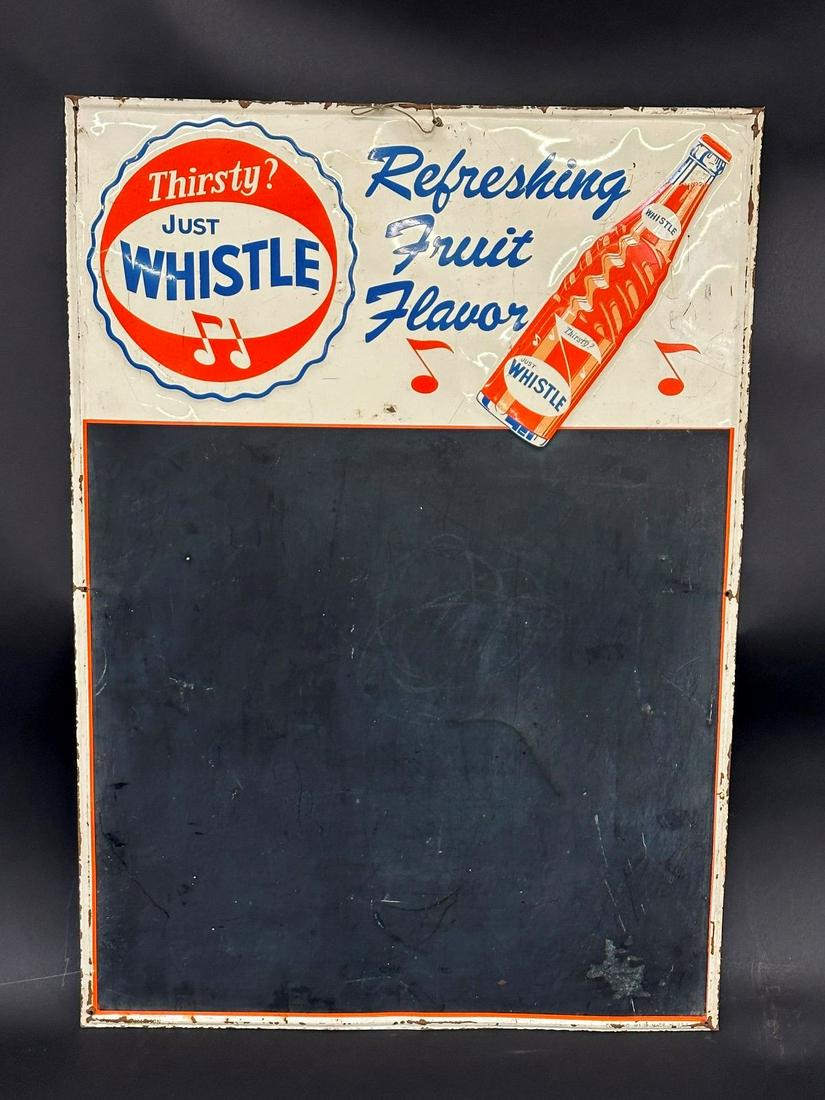 Thirsty?
JUST
WHISTLE
Refreshing
Fruit
Flavor
WHISTLE
Thirsty?
JUST
WHISTLE